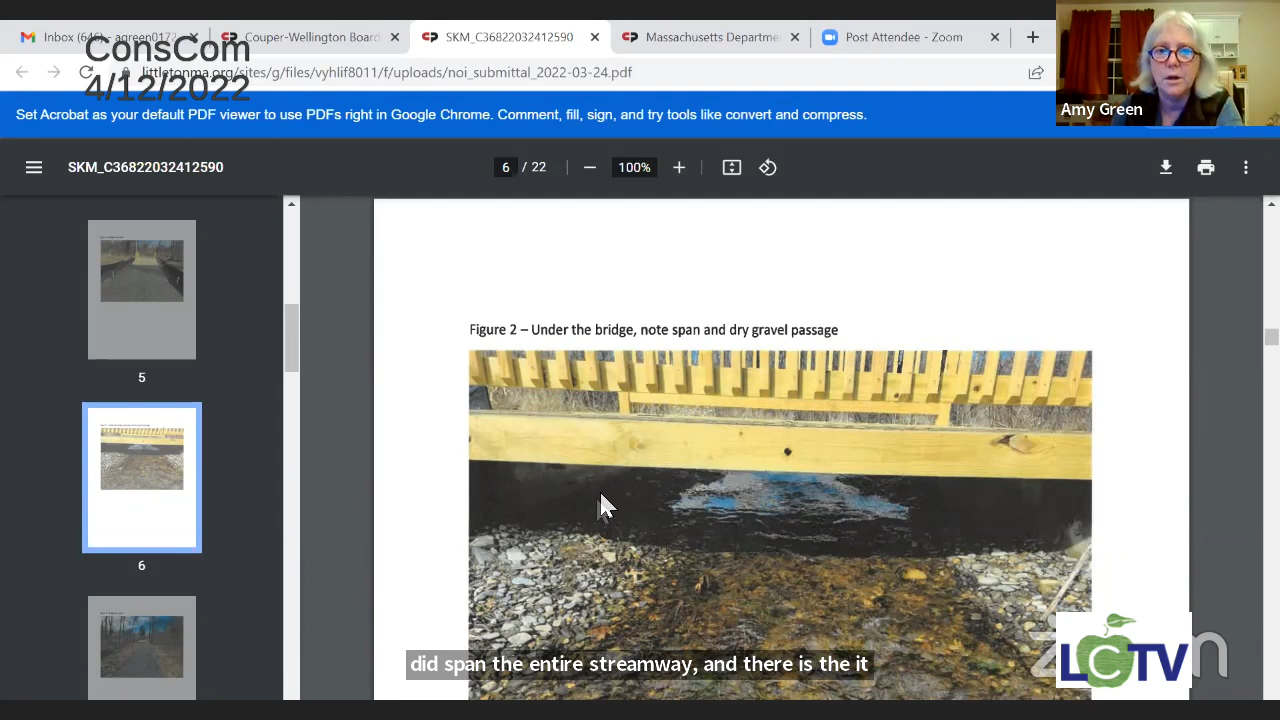 Inbox (646) - agreen0172
Couper-Wellington Board
SKM_C36822032412590
Massachusetts Departme
Post Attendee - Zoom
ConsCom
4/12/2022
littletonma.org/sites/g/files/vyhlif8011/f/uploads/noi_submittal_2022-03-24.pdf
Amy Green
Set Acrobat as your default PDF viewer to use PDFs right in Google Chrome. Comment, fill, sign, and try tools like convert and compress.
SKM_C36822032412590
6 / 22
100%
5
Figure 2 – Under the bridge, note span and dry gravel passage
6
did span the entire streamway, and there is the it
LCTV